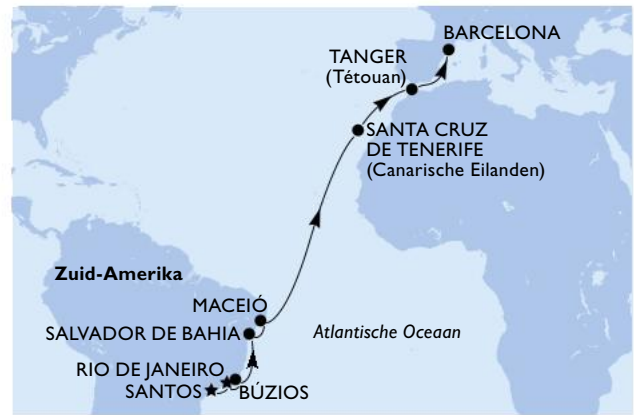 BARCELONA
TANGER
(Tétouan)
SANTA CRUZ
DE TENERIFE
(Canarische Eilanden)
Zuid-Amerika
MACEIÓ
SALVADOR DE BAHIA
Atlantische Oceaan
RIO DE JANEIRO
SANTOS
BÚZIOS